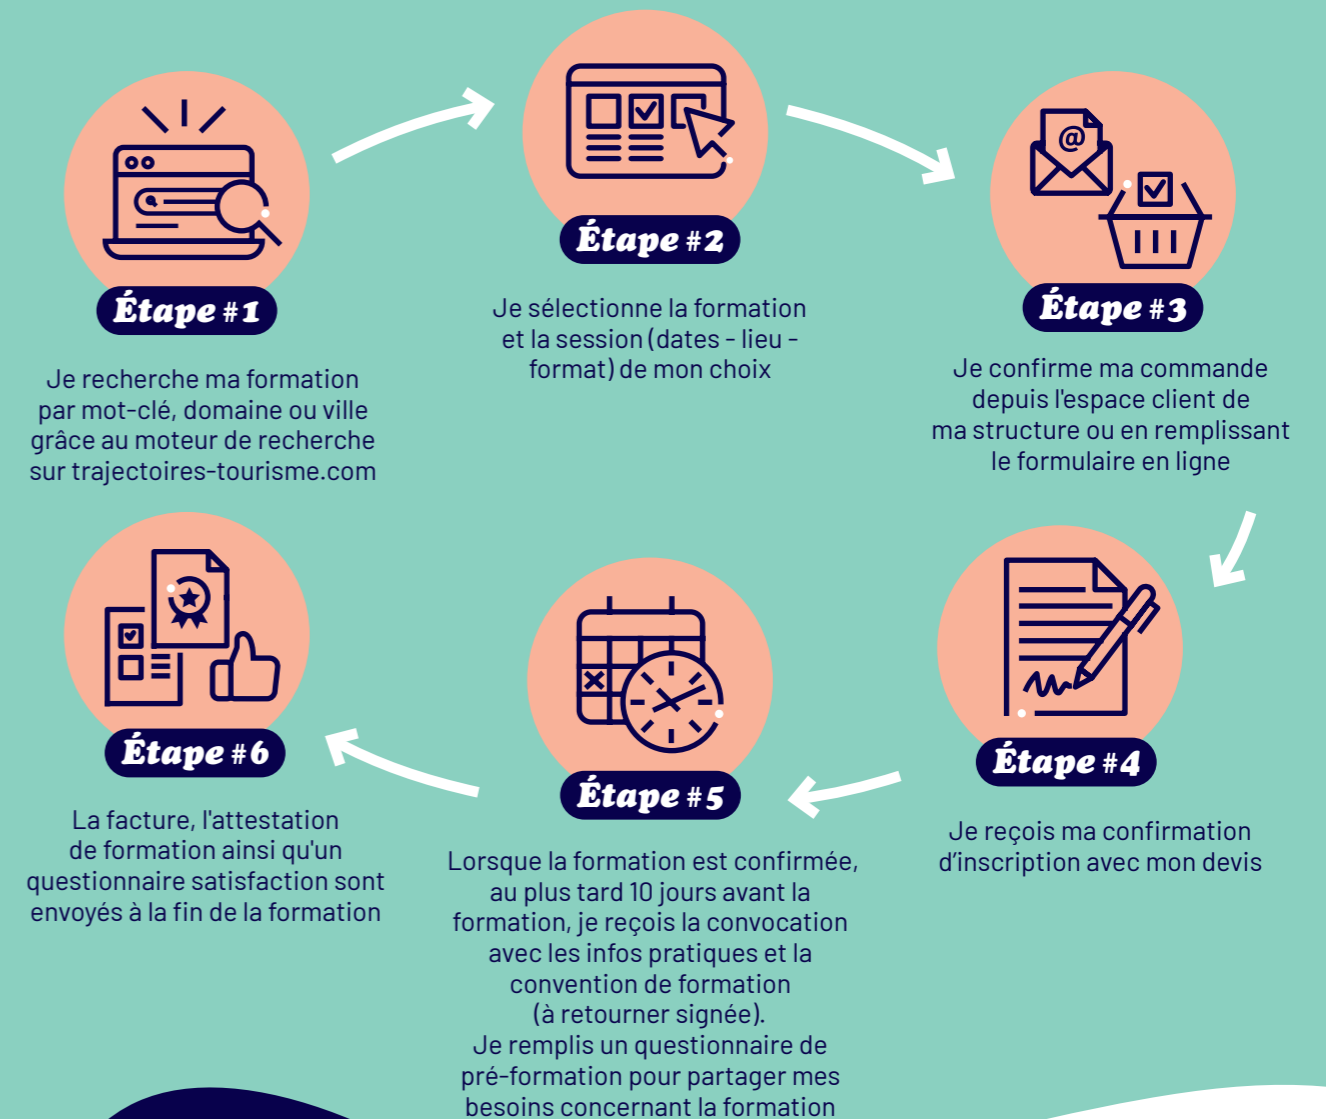 Étape #1
Je recherche ma formation
par mot-clé, domaine ou ville
grâce au moteur de recherche
sur trajectoires-tourisme.com
Étape #2
Je sélectionne la formation
et la session (dates - lieu -
format) de mon choix
@
Étape #3
Je confirme ma commande
depuis l'espace client de
ma structure ou en remplissant
le formulaire en ligne
Étape #4
Je reçois ma confirmation
d’inscription avec mon devis
Étape #5
Lorsque la formation est confirmée,
au plus tard 10 jours avant la
formation, je reçois la convocation
avec les infos pratiques et la
convention de formation
(à retourner signée).
Je remplis un questionnaire de
pré-formation pour partager mes
besoins concernant la formation
Étape #6
La facture, l'attestation
de formation ainsi qu'un
questionnaire satisfaction sont
envoyés à la fin de la formation